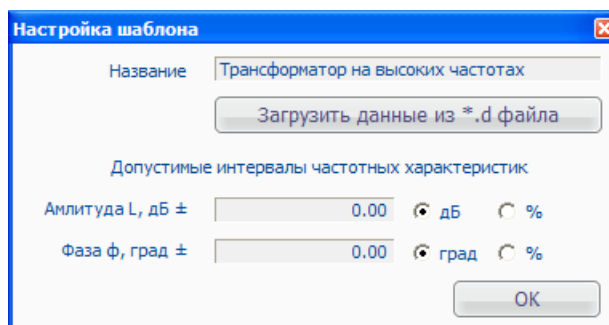 Настройка шаблона
Название Трансформатор на высоких частотах
Загрузить данные из *.d файла
Допустимые интервалы частотных характеристик
Амлитуда L, дБ ± 0.00 дБ %
Фаза ф, град ± 0.00 град %
OK